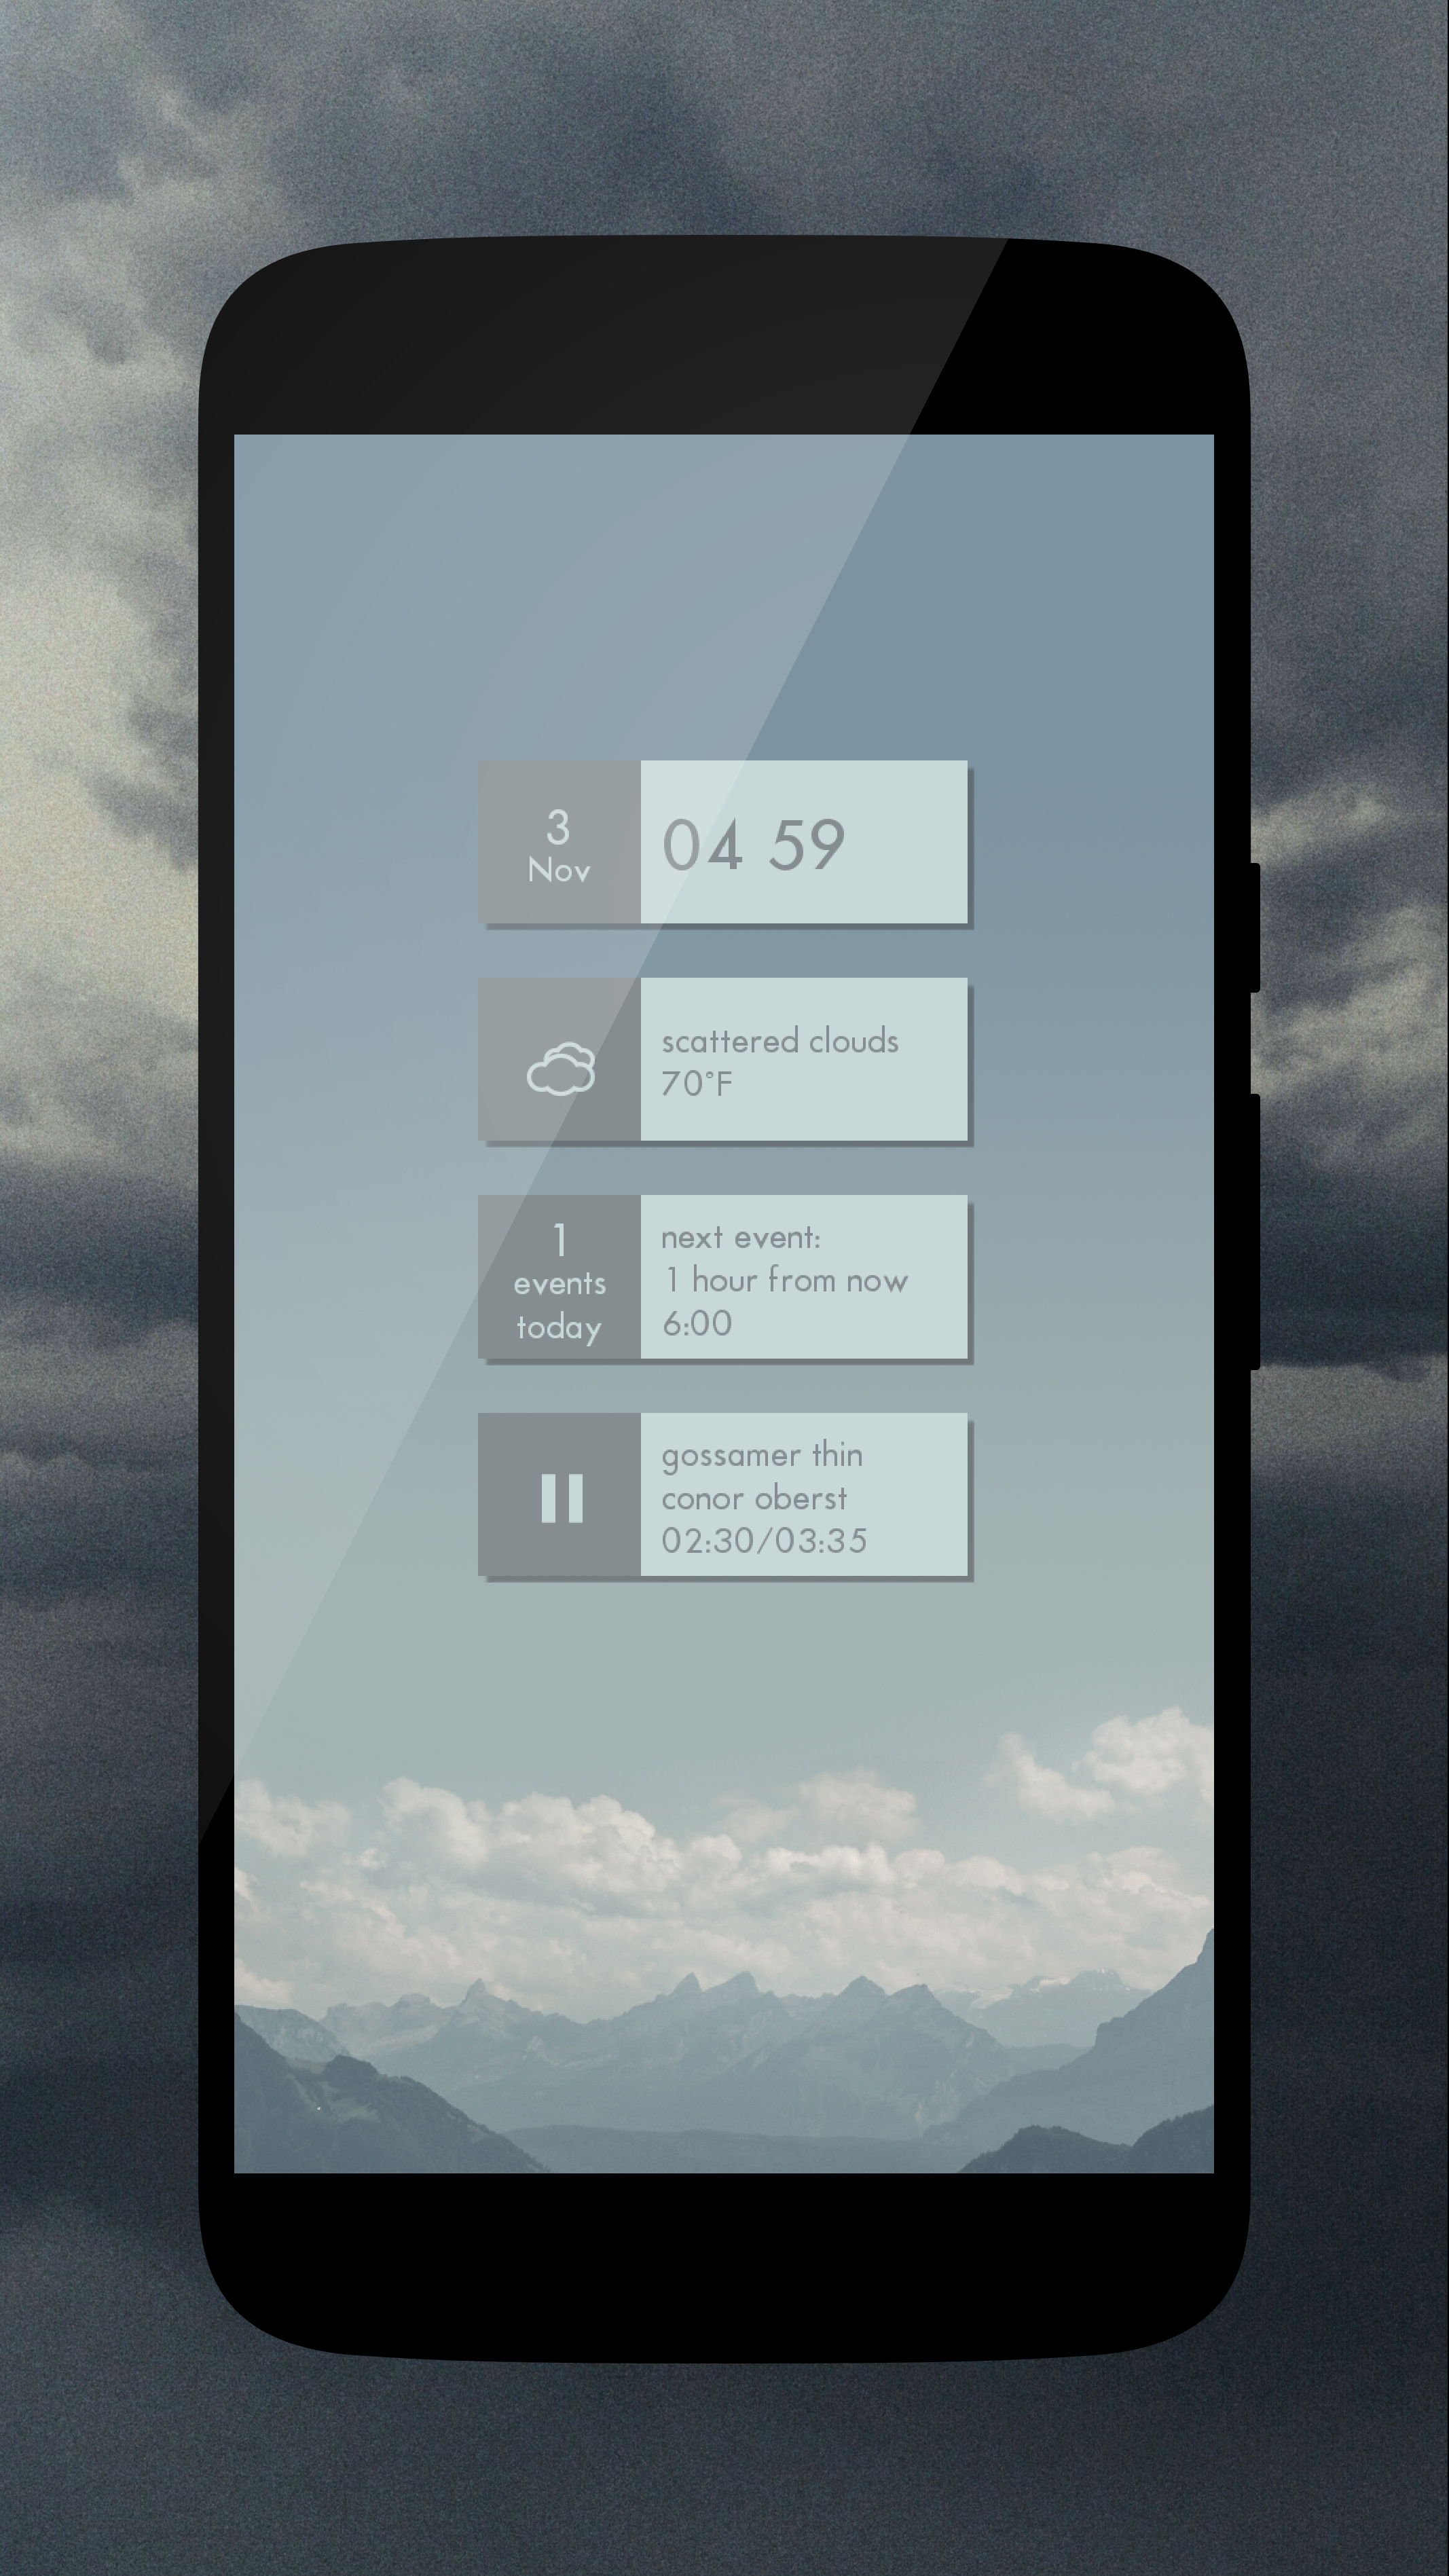 3
Nov
04 59
scattered clouds
70°F
1
events
today
next event:
1 hour from now
6:00
gossamer thin
conor oberst
02:30/03:35